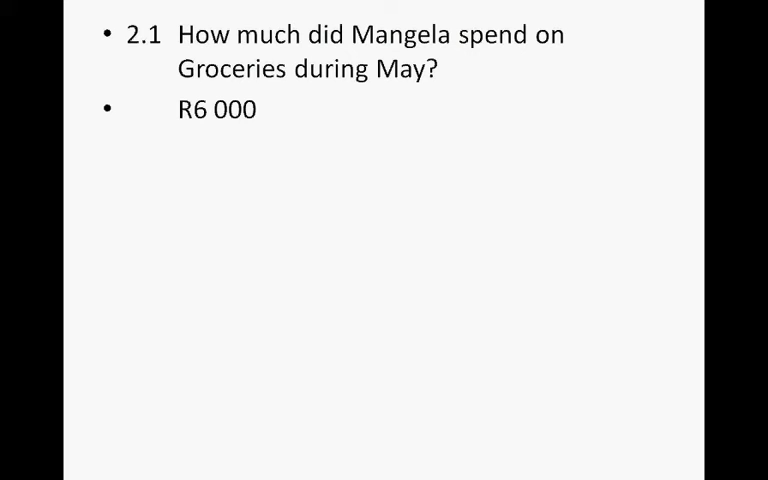 • 2.1 How much did Mangela spend on
Groceries during May?
• R6 000